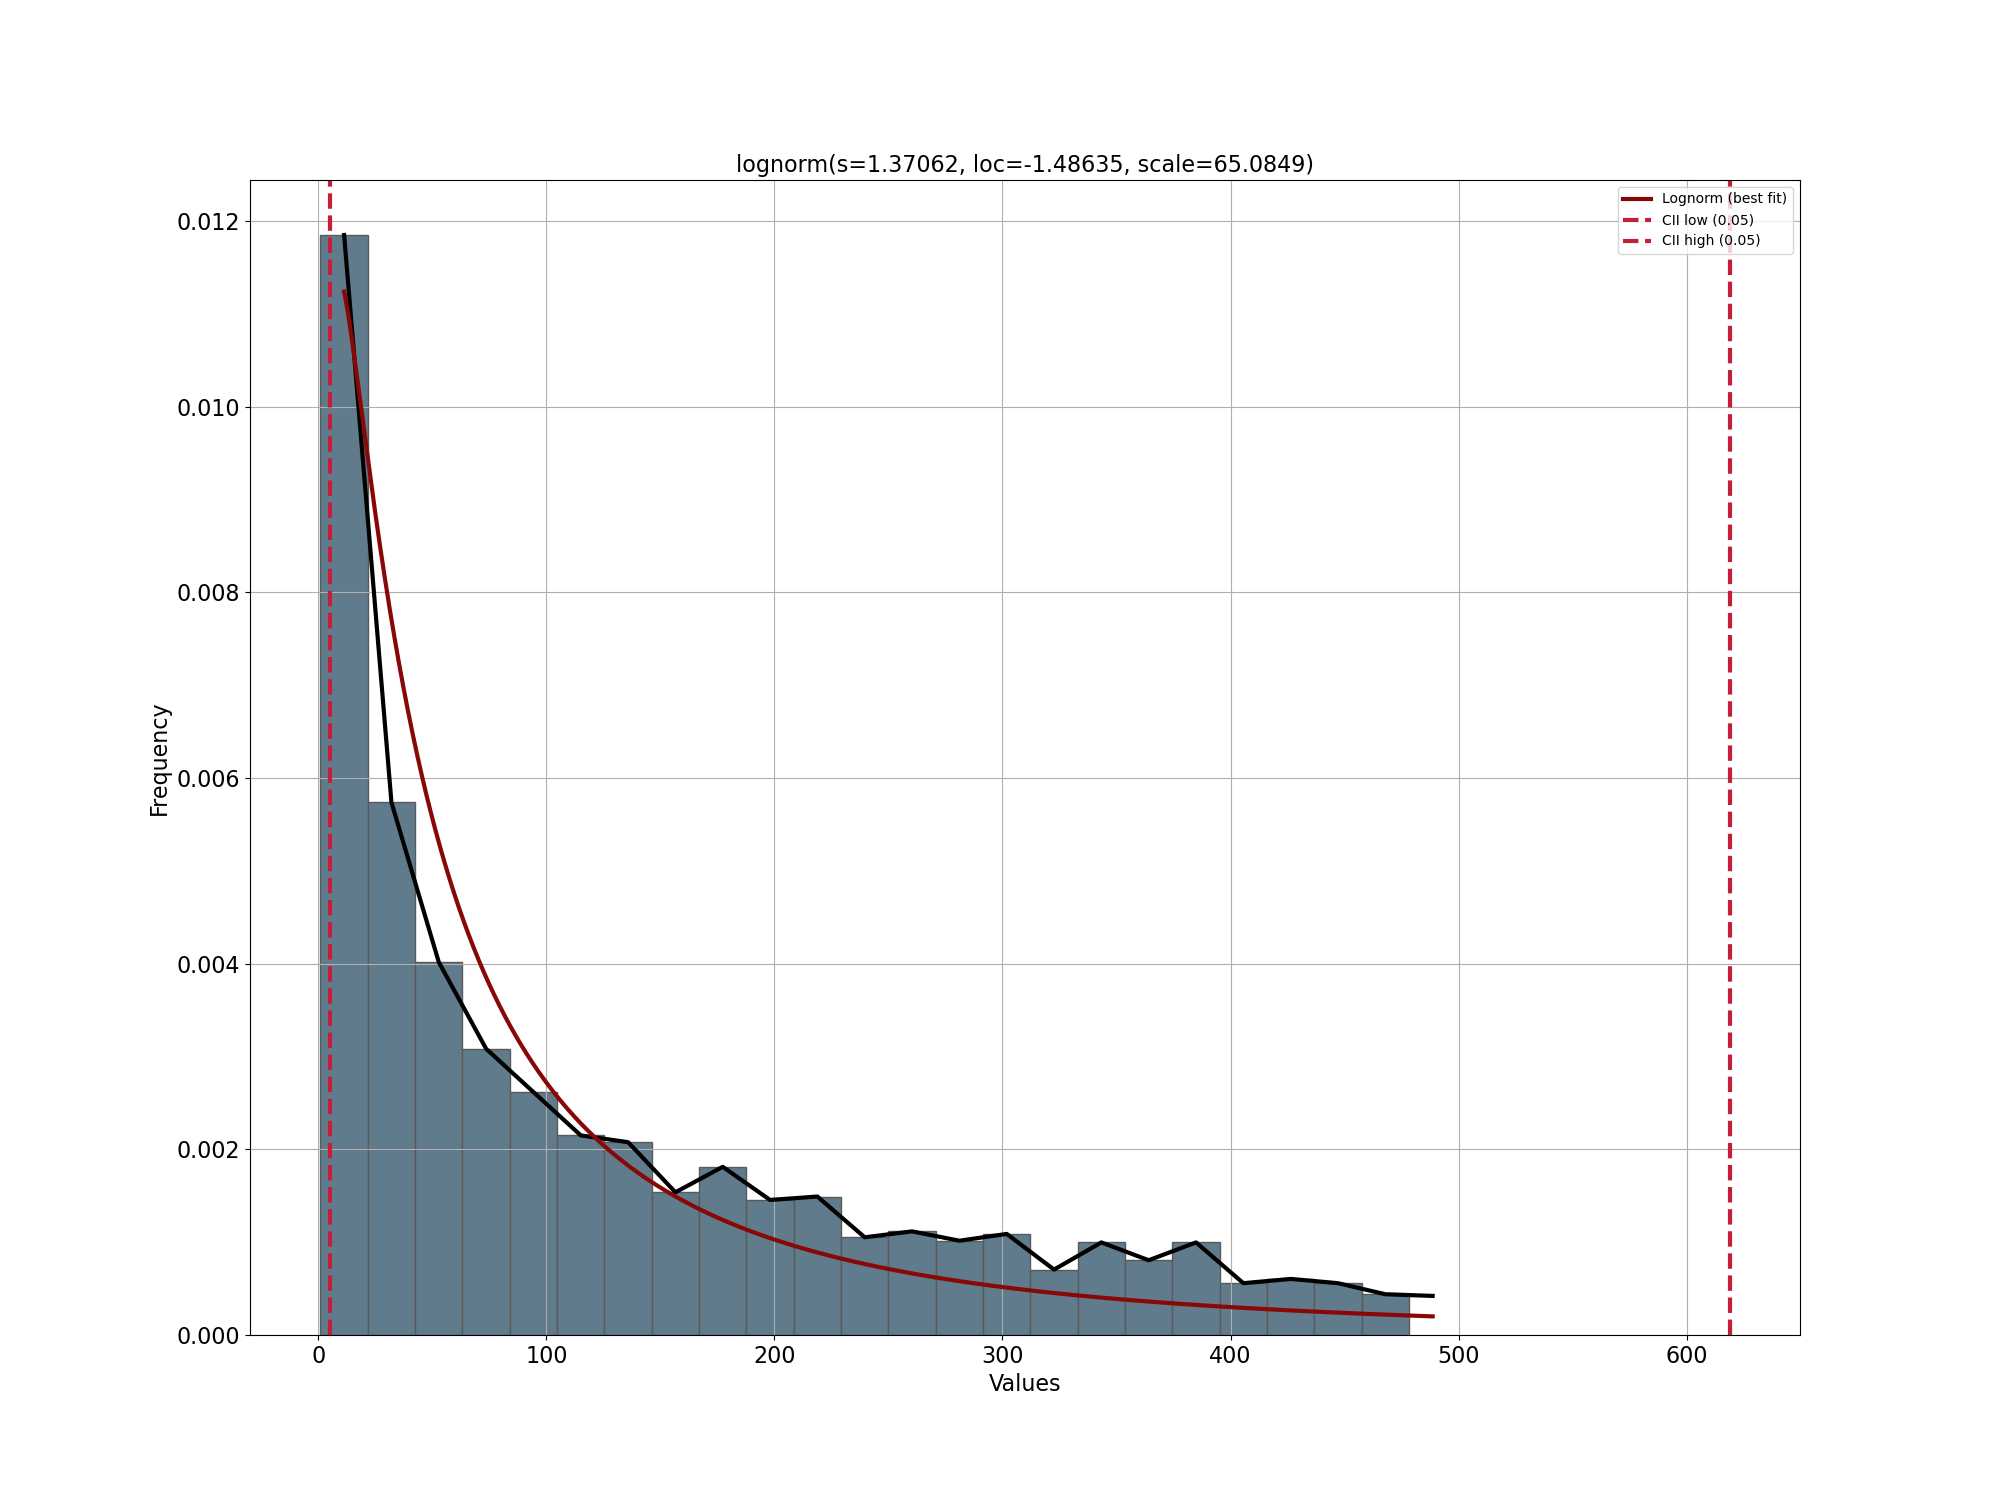 lognorm(s=1.37062, loc=-1.48635, scale=65.0849)
Lognorm (best fit)
CII low (0.05)
CII high (0.05)
0.012
0.010
0.008
0.006
0.004
0.002
0.000
Frequency
0 100 200 300 400 500 600
Values